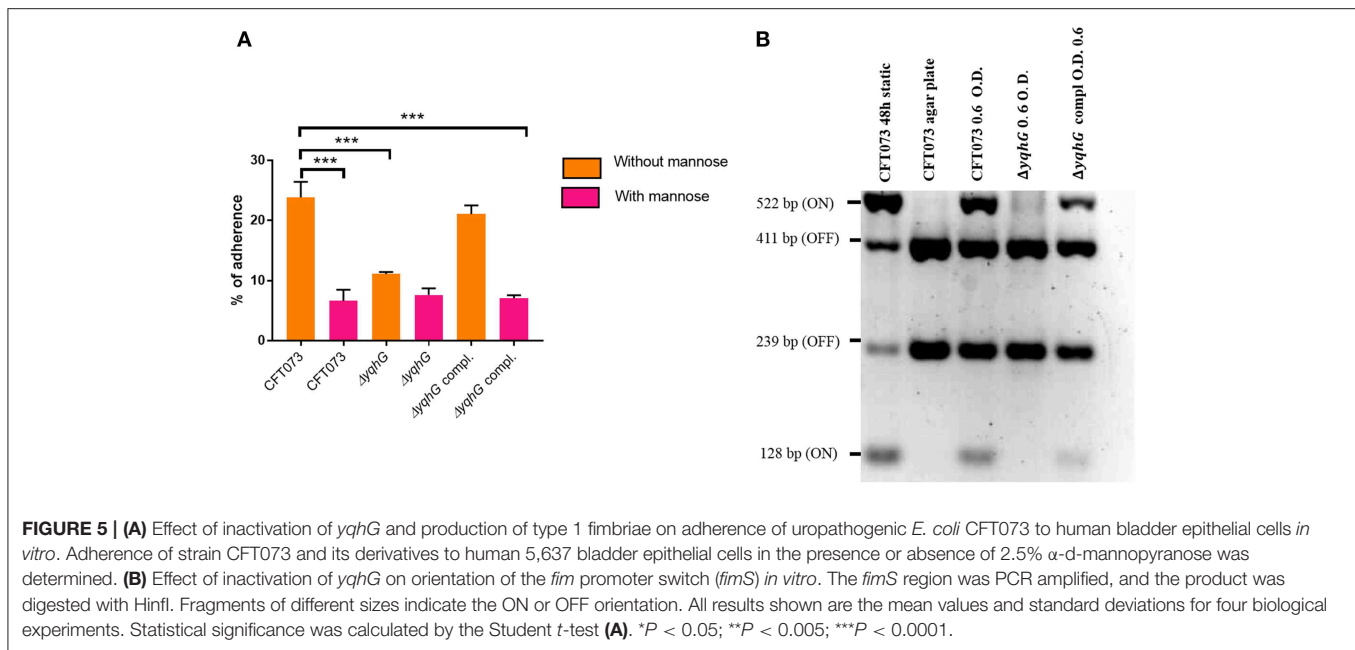 A
***
***
***
30
20
10
0
% of adherence
CFT073
CFT073
ΔyqhG
ΔyqhG
ΔyqhG compl.
ΔyqhG compl.
Without mannose
With mannose
B
CFT073 48h static
CFT073 agar plate
CFT073 0.6 O.D.
ΔyqhG 0.6 O.D.
ΔyqhG compl O.D. 0.6
522 bp (ON)
411 bp (OFF)
239 bp (OFF)
128 bp (ON)
FIGURE 5 | (A) Effect of inactivation of yqhG and production of type 1 fimbriae on adherence of uropathogenic E. coli CFT073 to human bladder epithelial cells in
vitro. Adherence of strain CFT073 and its derivatives to human 5,637 bladder epithelial cells in the presence or absence of 2.5% α-d-mannopyranose was
determined. (B) Effect of inactivation of yqhG on orientation of the fim promoter switch (fimS) in vitro. The fimS region was PCR amplified, and the product was
digested with HinfI. Fragments of different sizes indicate the ON or OFF orientation. All results shown are the mean values and standard deviations for four biological
experiments. Statistical significance was calculated by the Student t-test (A). *P < 0.05; **P < 0.005; ***P < 0.0001.